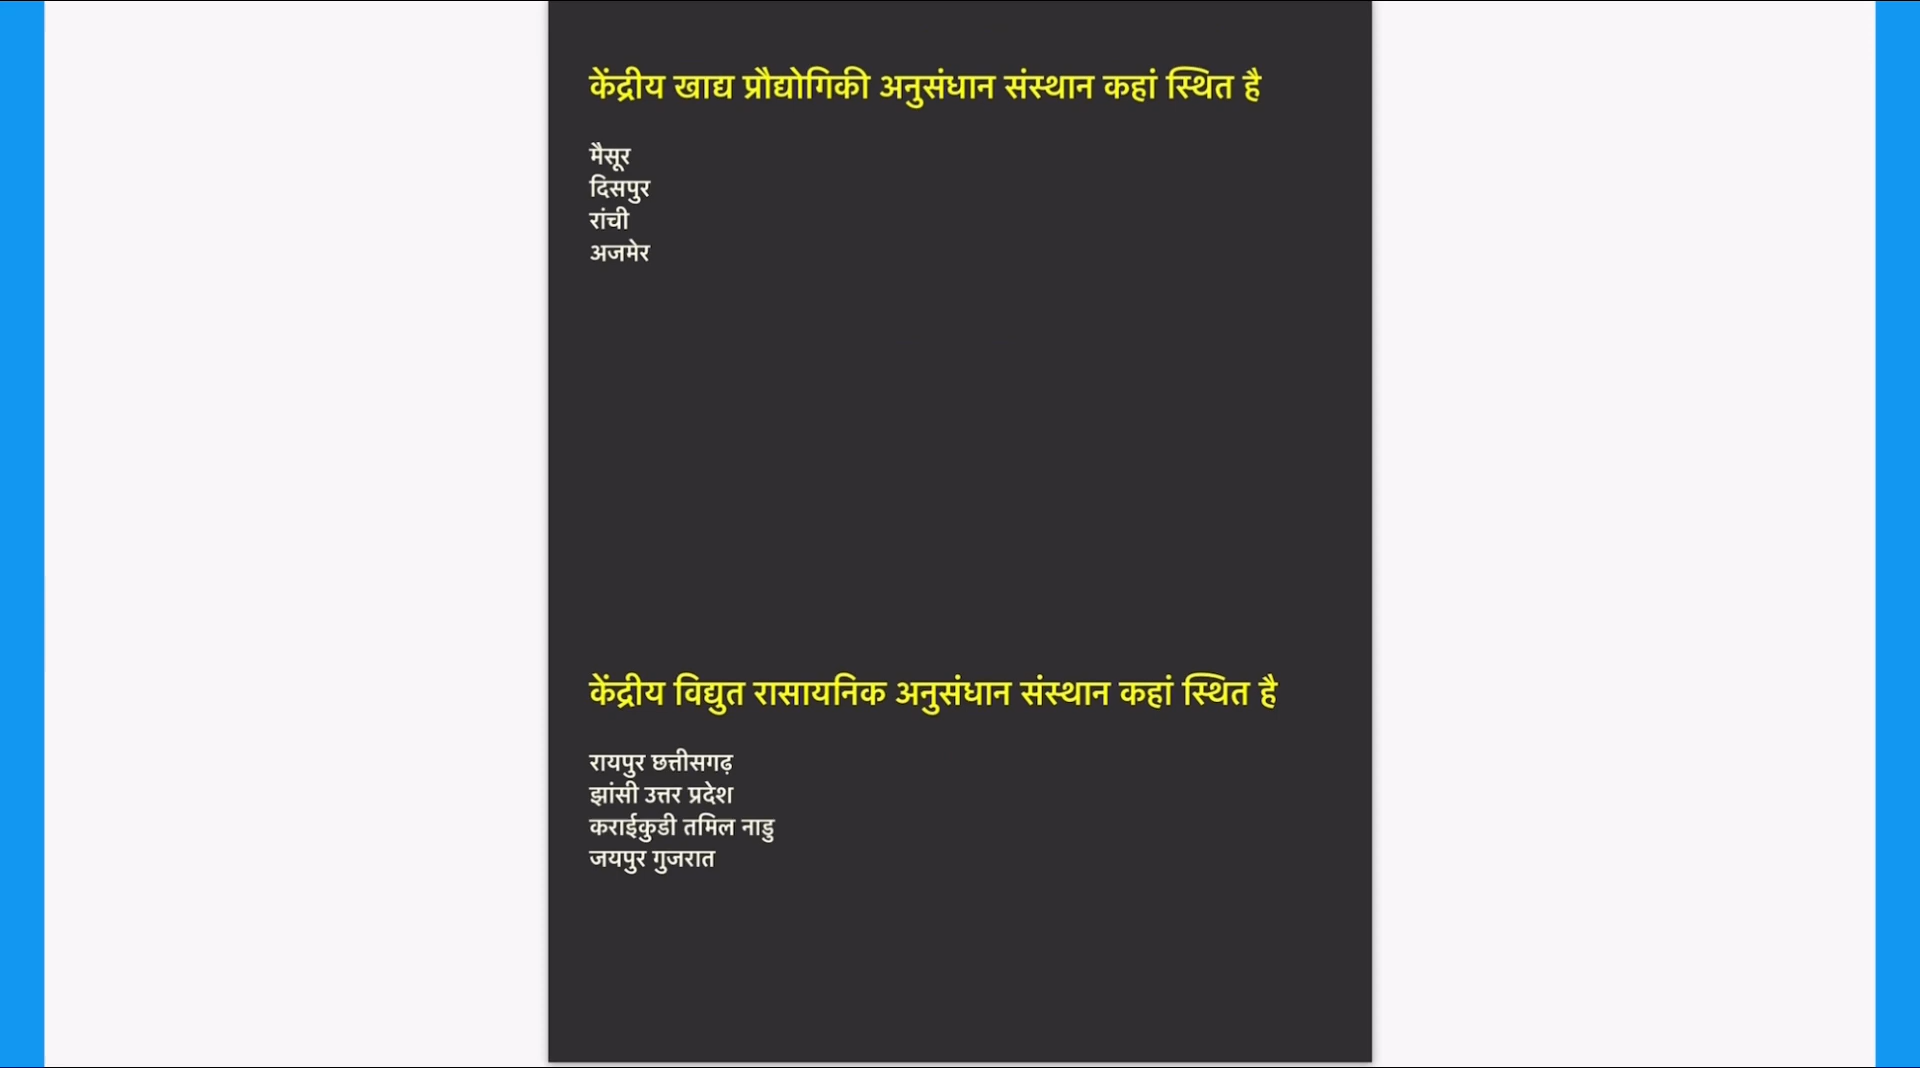 केंद्रीय खाद्य प्रौद्योगिकी अनुसंधान संस्थान कहां स्थित है
मैसूर
दिसपुर
रांची
अजमेर
केंद्रीय विद्युत रासायनिक अनुसंधान संस्थान कहां स्थित है
रायपुर छत्तीसगढ़
झांसी उत्तर प्रदेश
कराईकुडी तमिल नाडु
जयपुर गुजरात